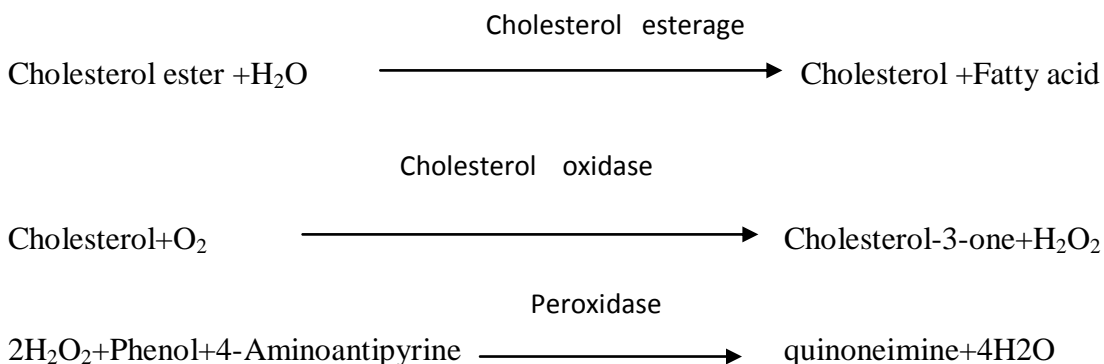 Cholesterol esterage
Cholesterol ester +H₂O Cholesterol +Fatty acid
Cholesterol oxidase
Cholesterol+O₂ Cholesterol-3-one+H₂O₂
Peroxidase
2H₂O₂+Phenol+4-Aminoantipyrine quinoneimine+4H2O